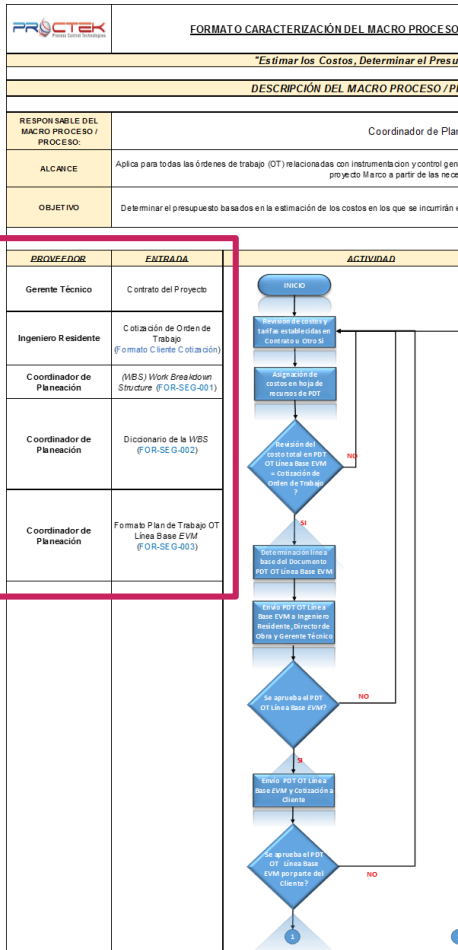 PROCTEK
Process Control Technologies
FORMATO CARACTERIZACIÓN DEL MACRO PROCESO
"Estimar los Costos, Determinar el Presu
DESCRIPCIÓN DEL MACRO PROCESO / P
RESPONSABLE DEL
MACRO PROCESO /
PROCESO:
Coordinador de Plan
ALCANCE
Aplica para todas las órdenes de trabajo (OT) relacionadas con instrumentacion y control gen
proyecto Marco a partir de las nece
OBJETIVO
Determinar el presupuesto basados en la estimación de los costos en los que se incurrirán e
PROVEEDOR
ENTRADA
ACTIVIDAD
Gerente Técnico
Contrato del Proyecto
Ingeniero Residente
Cotización de Orden de
Trabajo
(Formato Cliente Cotización)
Coordinador de
Planeación
(WBS) Work Breakdown
Structure (FOR-SEG-001)
Coordinador de
Planeación
Diccionario de la WBS
(FOR-SEG-002)
Coordinador de
Planeación
Formato Plan de Trabajo OT
Línea Base EVM
(FOR-SEG-003)
INICIO
Revisión de costos y
tarifas establecidas en
Contrato u Otro Si
Asignación de
costos en hoja de
recursos de PDT
Revisión del
costo total en PDT
OT Línea Base EVM
= Cotización de
Orden de Trabajo
?
NO
SI
Determinación línea
base del Documento
PDT OT Línea Base EVM
Envío PDT OT Línea
Base EVM a Ingeniero
Residente, Director de
Obra y Gerente Técnico
Se aprueba el PDT
OT Línea Base EVM?
NO
SI
Envío PDT OT Línea
Base EVM y Cotización a
Cliente
Se aprueba el PDT
OT Línea Base
EVM por parte del
Cliente?
NO
1